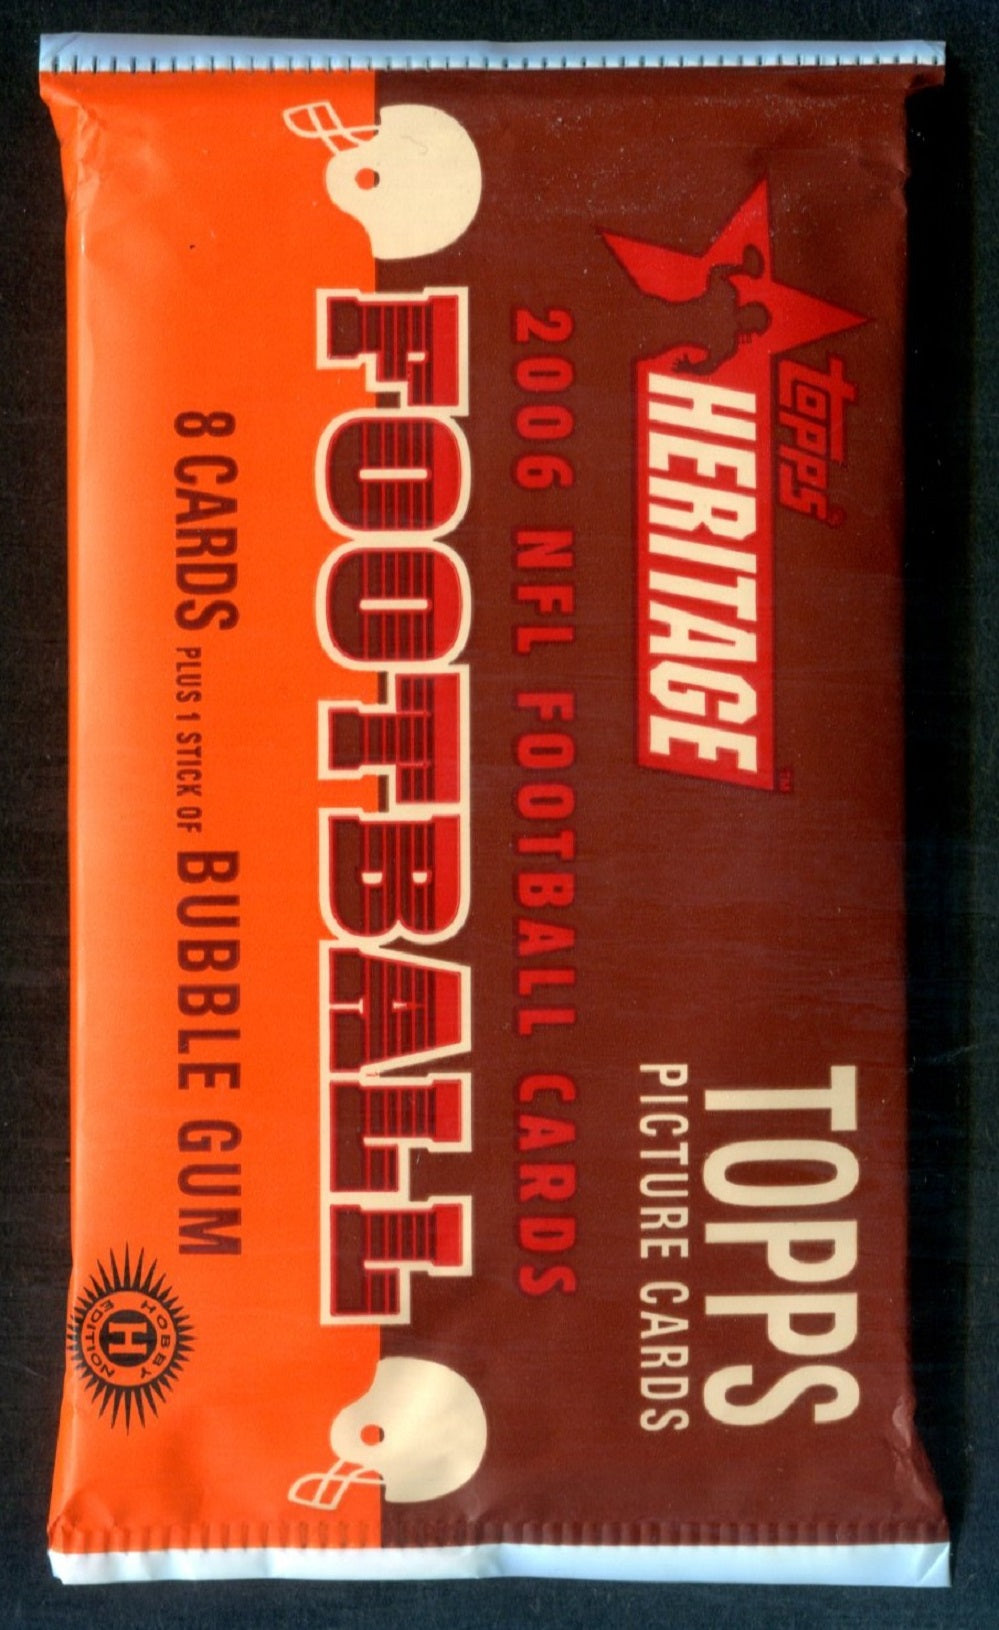 topps
HERITAGE™
TOPPS
PICTURE CARDS
2006 NFL FOOTBALL CARDS
FOOTBALL
8 CARDS PLUS 1 STICK OF BUBBLE GUM
HOBBY
H
EDITION